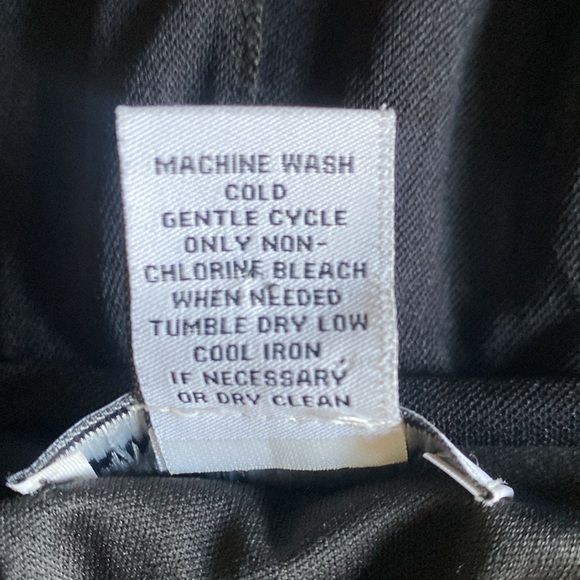 MACHINE WASH
COLD
GENTLE CYCLE
ONLY NON-
CHLORINE BLEACH
WHEN NEEDED
TUMBLE DRY LOW
COOL IRON
IF NECESSARY
OR DRY CLEAN